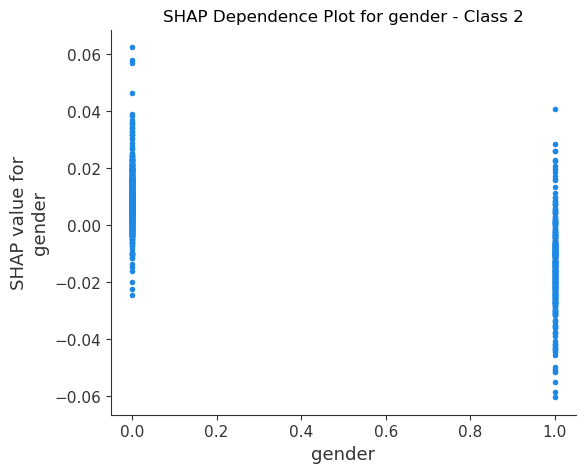 SHAP Dependence Plot for gender - Class 2
0.06
0.04
0.02
0.00
−0.02
−0.04
−0.06
SHAP value for
gender
0.0 0.2 0.4 0.6 0.8 1.0
gender